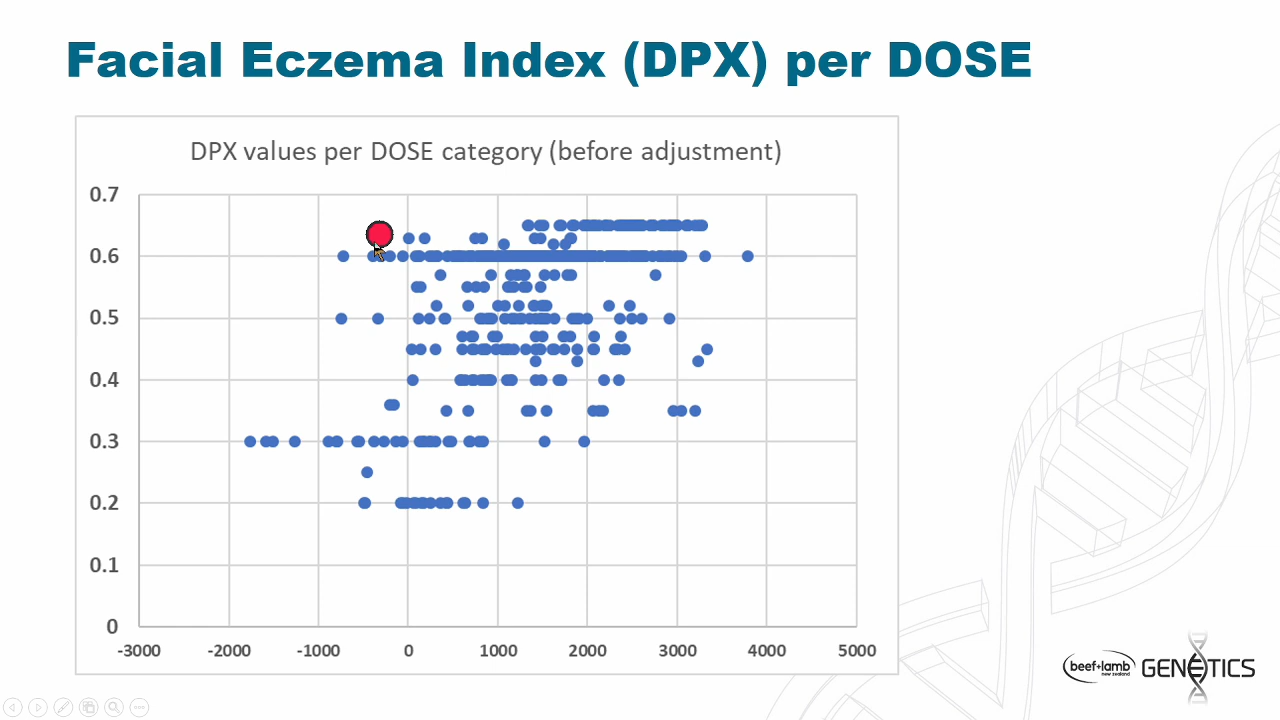 Facial Eczema Index (DPX) per DOSE
DPX values per DOSE category (before adjustment)
0.7
0.6
0.5
0.4
0.3
0.2
0.1
0
-3000 -2000 -1000 0 1000 2000 3000 4000 5000
beef+lamb
new zealand
GENETICS